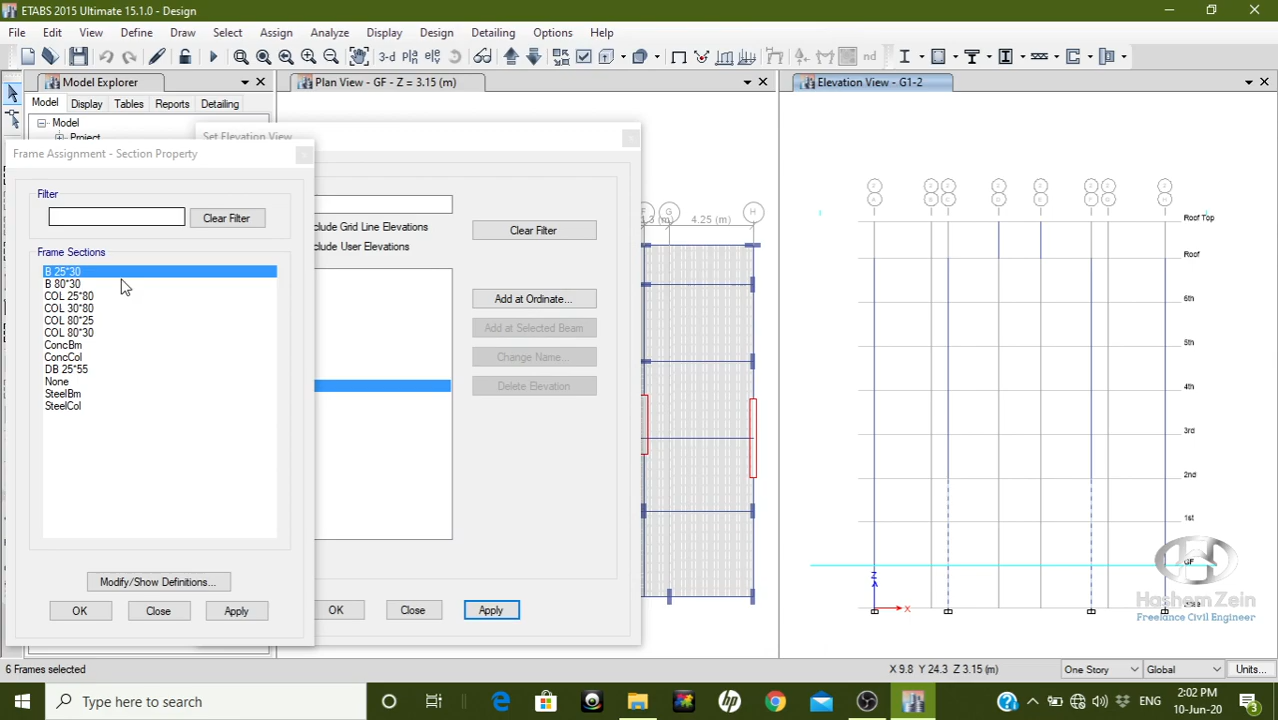 ETABS 2015 Ultimate 15.1.0 - Design
File Edit View Define Draw Select Assign Analyze Display Design Detailing Options Help
3-d pla ele nd
Model Explorer
Plan View - GF - Z = 3.15 (m)
Elevation View - G1-2
Model Display Tables Reports Detailing
Model
Project
Set Elevation View
Frame Assignment - Section Property
Filter
Clear Filter
clude Grid Line Elevations
clude User Elevations
Clear Filter
Add at Ordinate...
Add at Selected Beam
Change Name...
Delete Elevation
Frame Sections
B 25*30
B 80*30
COL 25*80
COL 30*80
COL 80*25
COL 80*30
ConcBm
ConcCol
DB 25*55
None
SteelBm
SteelCol
Modify/Show Definitions...
OK Close Apply
OK Close Apply
F G H
1.3 (m) 4.25 (m)
A B C D E F G H
Roof Top
Roof
6th
5th
4th
3rd
2nd
1st
GF
Z
X
Hashem Zein
Freelance Civil Engineer
6 Frames selected
X 9.8 Y 24.3 Z 3.15 (m)
One Story
Global
Units...
Type here to search
ENG
2:02 PM
10-Jun-20
3